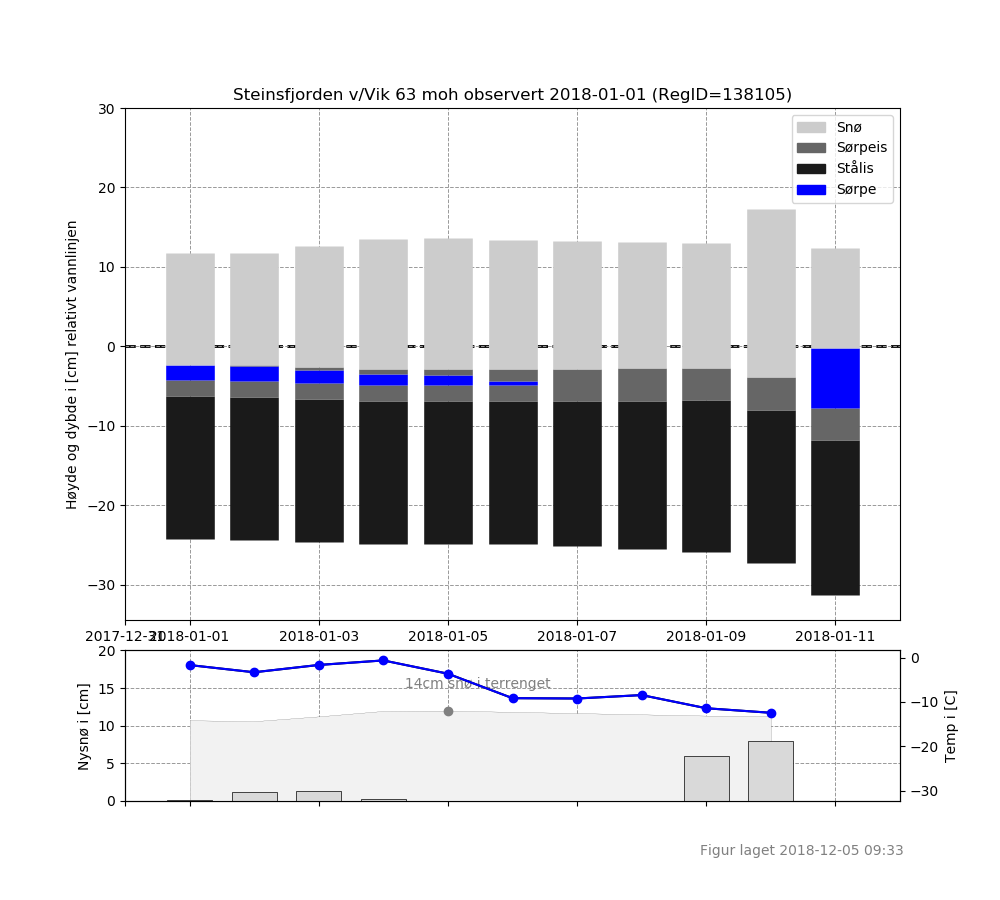 Steinsfjorden v/Vik 63 moh observert 2018-01-01 (RegID=138105)
Høyde og dybde i [cm] relativt vannlinjen
30
20
10
0
−10
−20
−30
Snø
Sørpeis
Stålis
Sørpe
2017-12-31 2018-01-01 2018-01-03 2018-01-05 2018-01-07 2018-01-09 2018-01-11
Nysnø i [cm]
20
15
10
5
0
14cm snø i terrenget
0
−10
−20
−30
Temp i [C]
Figur laget 2018-12-05 09:33